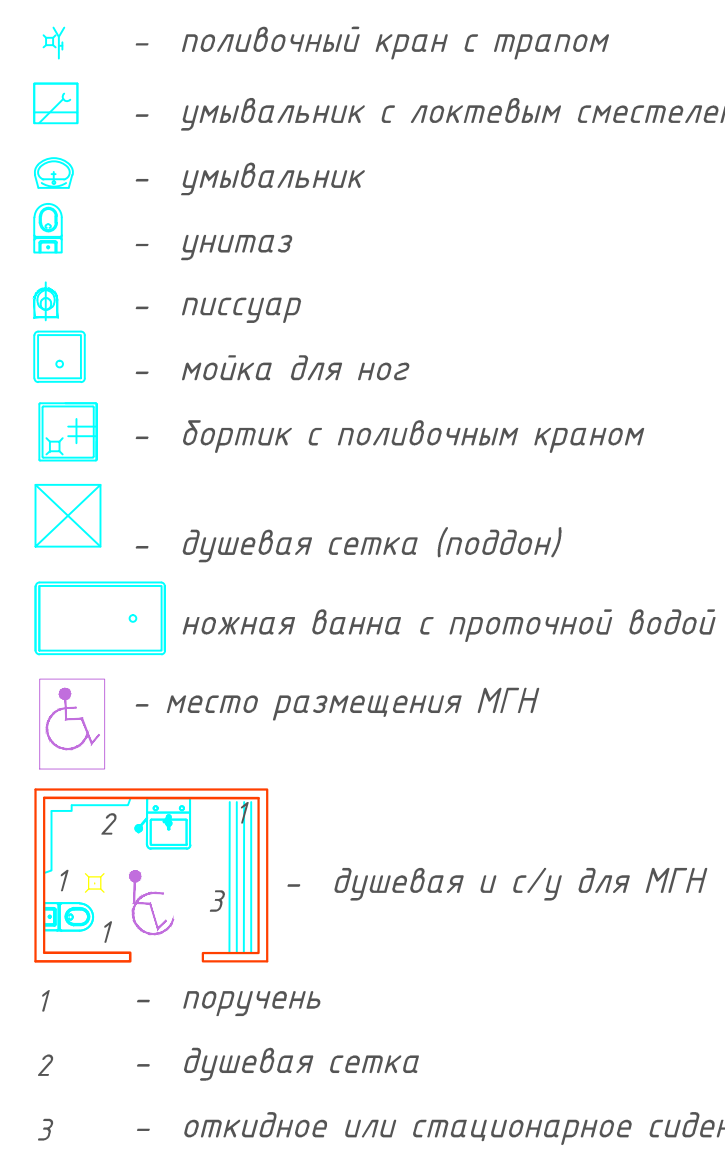 - поливочный кран с трапом
- умывальник с локтевым
- умывальник
- унитаз
- писсуар
- мойка для ног
- бортик с поливочным краном
- душевая сетка (поддон)
ножная ванна с проточной водой
- место размещения МГН
2 1
1 3 - душевая и с/у для МГН
1
1 - поручень
2 - душевая сетка
3 - откидное или стационарное